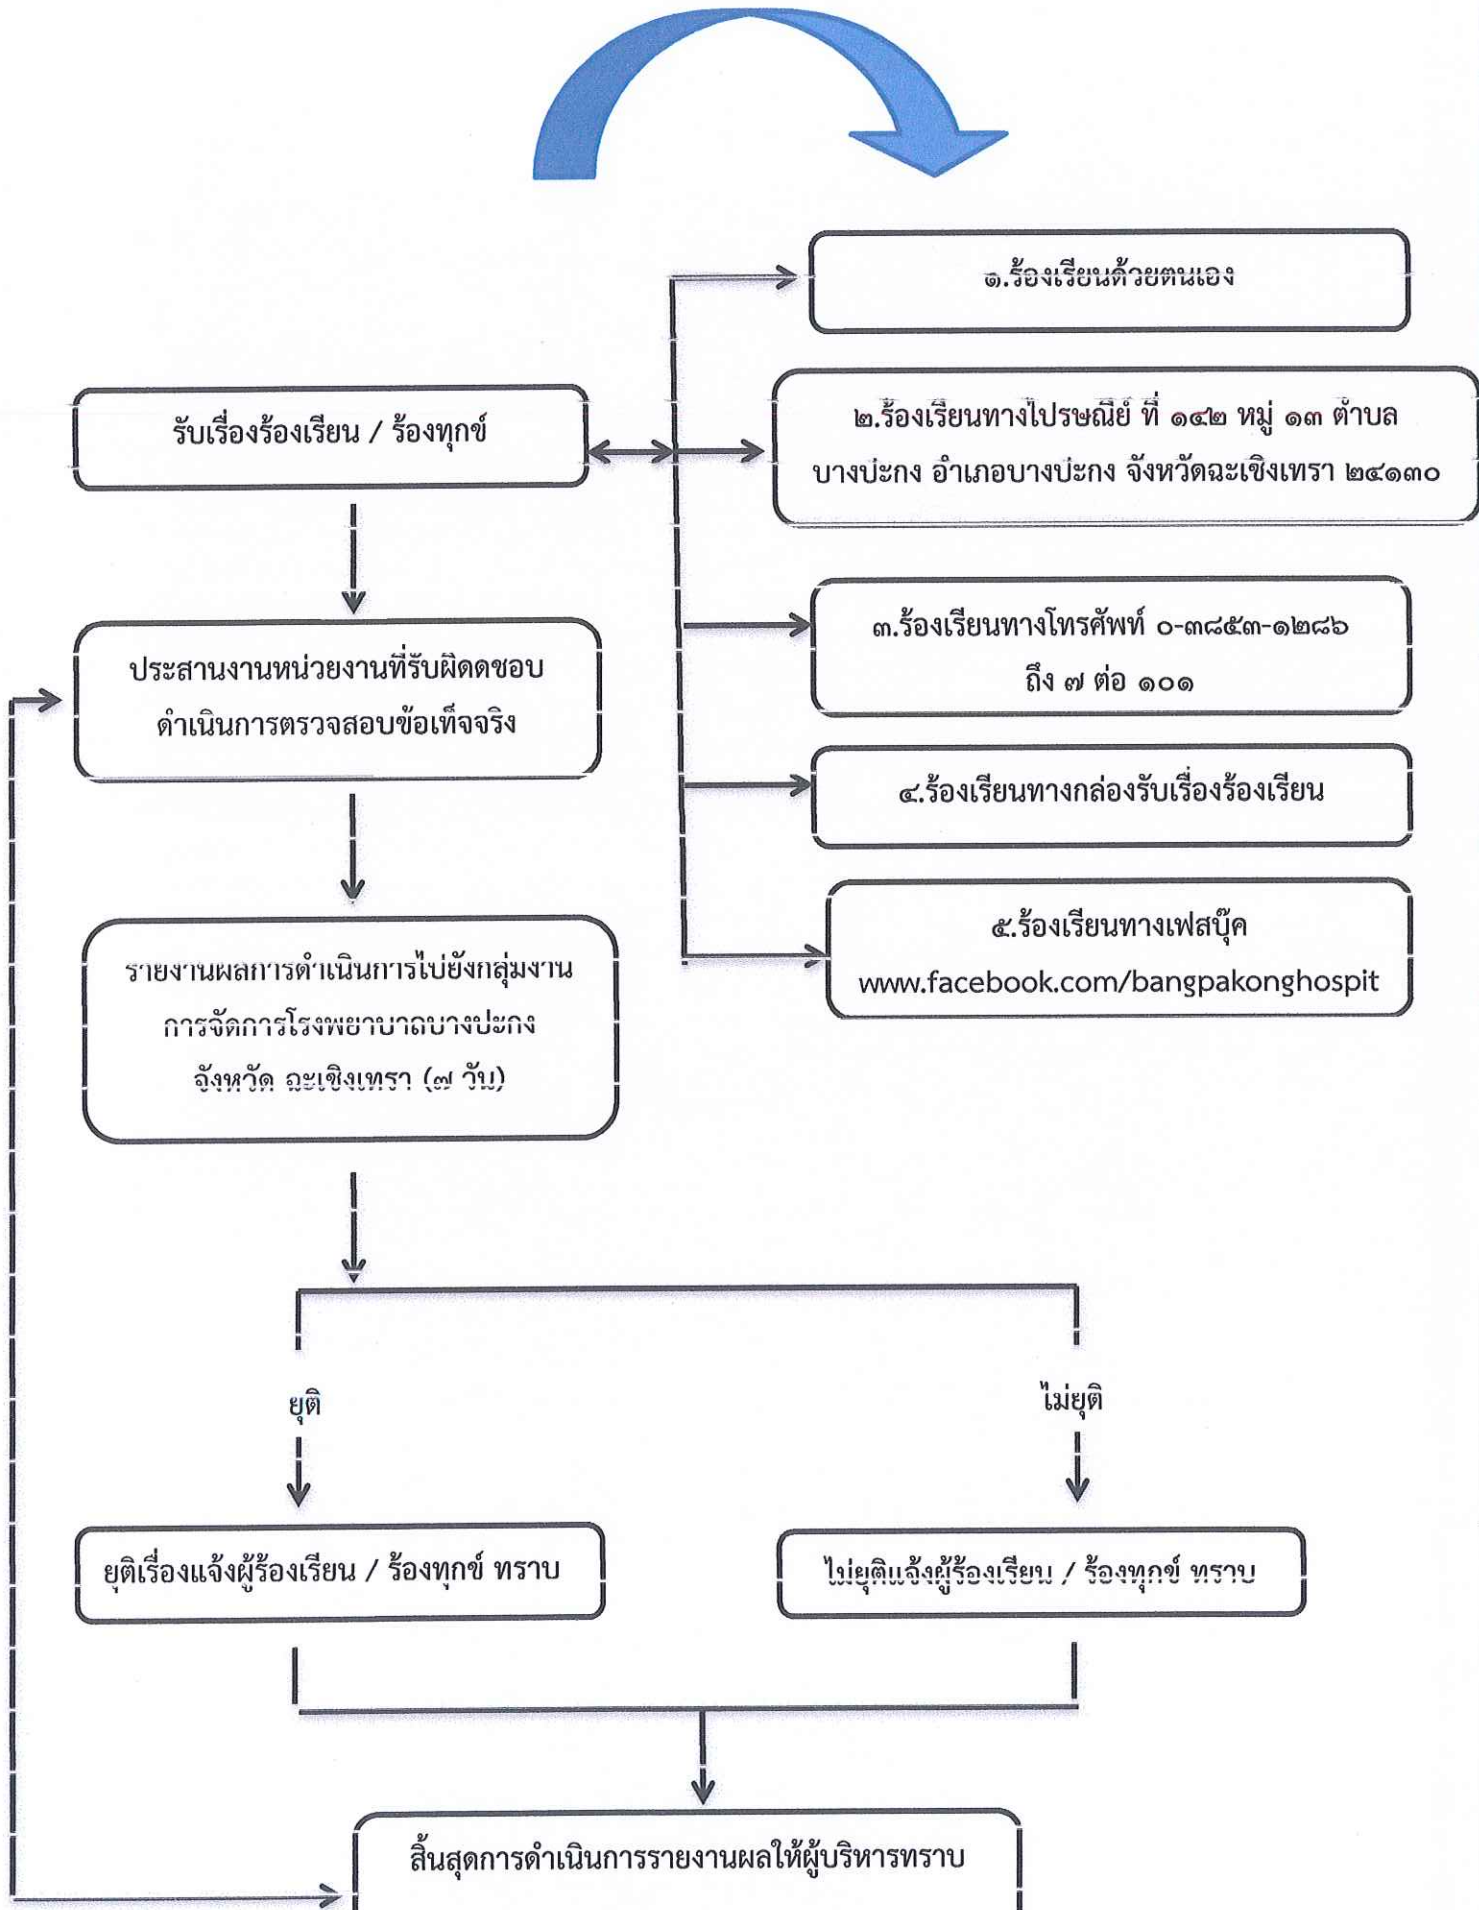 ๑.ร้องเรียนด้วยตนเอง
รับเรื่องร้องเรียน / ร้องทุกข์
๒.ร้องเรียนทางไปรษณีย์ ที่ ๑๔๒ หมู่ ๑๓ ตำบล
บางปะกง อำเภอบางปะกง จังหวัดฉะเชิงเทรา ๒๔๑๓๐
๓.ร้องเรียนทางโทรศัพท์ ๐-๓๘๕๓-๑๒๘๖
ถึง ๗ ต่อ ๑๐๑
ประสานงานหน่วยงานที่รับผิดดชอบ
ดำเนินการตรวจสอบข้อเท็จจริง
๔.ร้องเรียนทางกล่องรับเรื่องร้องเรียน
๕.ร้องเรียนทางเฟสบุ๊ค
www.facebook.com/bangpakonghospit
รายงานผลการดำเนินการไปยังกลุ่มงาน
การจัดการโรงพยาบาลบางปะกง
จังหวัด ฉะเชิงเทรา (๗ วัน)
ยุติ
ไม่ยุติ
ยุติเรื่องแจ้งผู้ร้องเรียน / ร้องทุกข์ ทราบ
ไม่ยุติแจ้งผู้ร้องเรียน / ร้องทุกข์ ทราบ
สิ้นสุดการดำเนินการรายงานผลให้ผู้บริหารทราบ